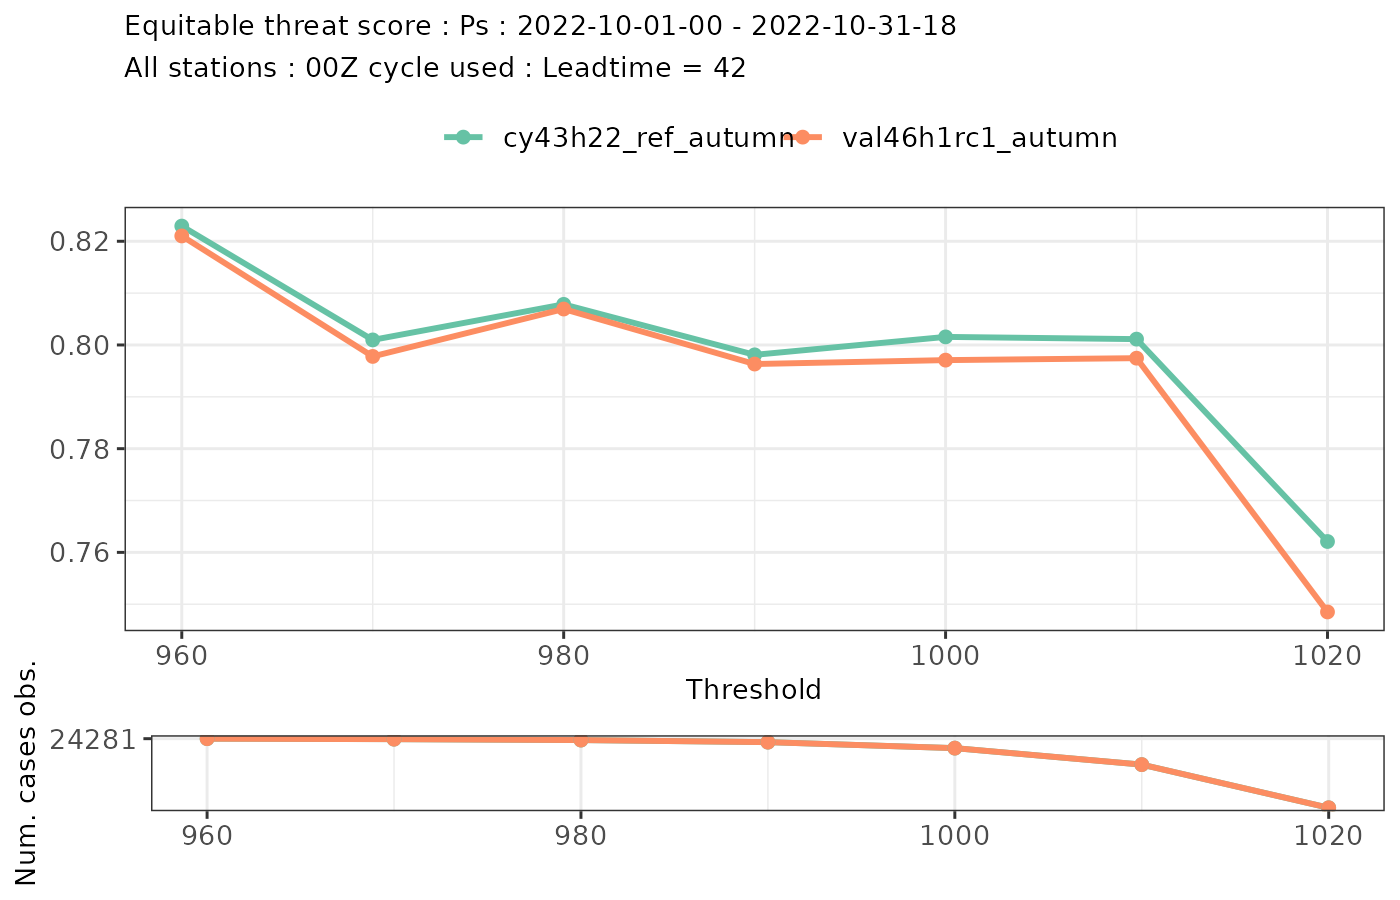 Equitable threat score : Ps : 2022-10-01-00 - 2022-10-31-18
All stations : 00Z cycle used : Leadtime = 42
cy43h22_ref_autumn val46h1rc1_autumn
0.82
0.80
0.78
0.76
960 980 1000 1020
Threshold
Num. cases obs.
24281
960 980 1000 1020